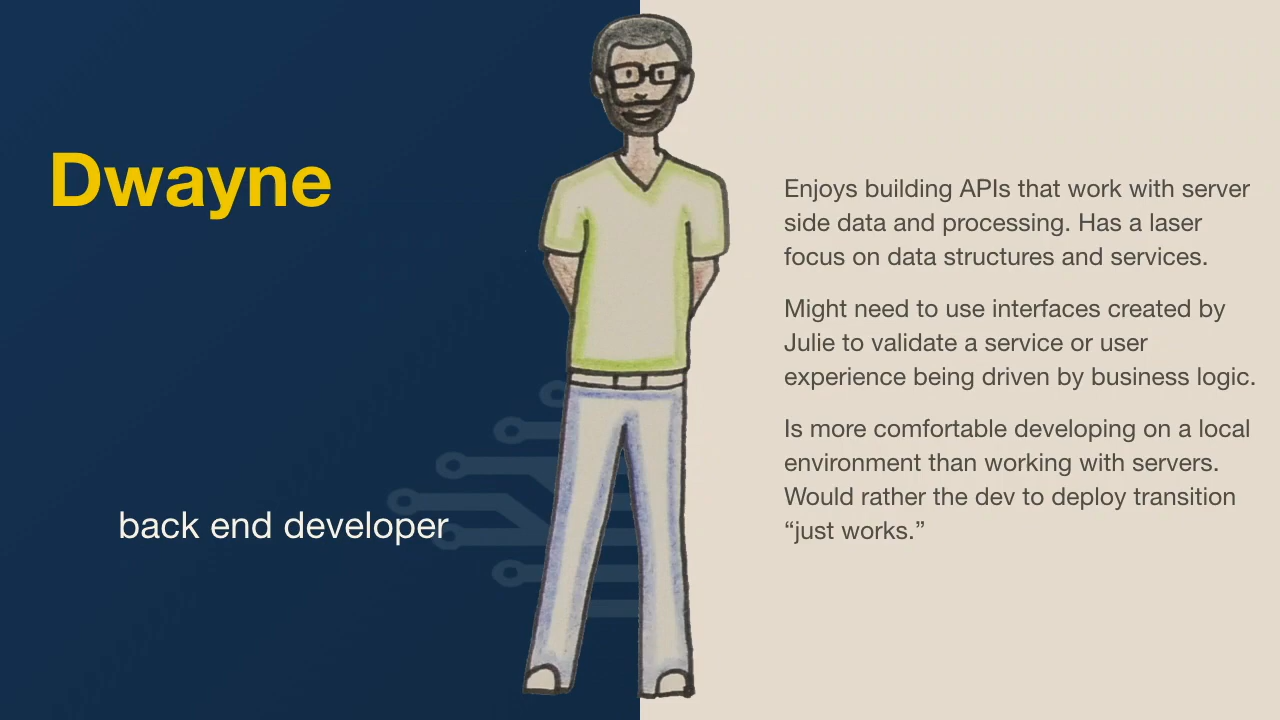 Dwayne
back end developer
Enjoys building APIs that work with server
side data and processing. Has a laser
focus on data structures and services.
Might need to use interfaces created by
Julie to validate a service or user
experience being driven by business logic.
Is more comfortable developing on a local
environment than working with servers.
Would rather the dev to deploy transition
“just works.”